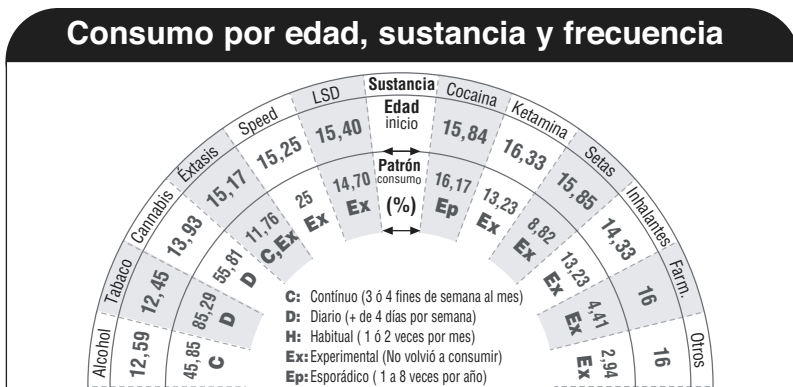 Consumo por edad, sustancia y frecuencia
Sustancia
Edad
inicio
Patrón
consumo
(%)
Alcohol
12,59
45,85
C
Tabaco
12,45
85,29
D
Cannabis
13,93
55,81
D
Éxtasis
15,17
11,76
C,Ex
Speed
15,25
25
Ex
LSD
15,40
14,70
Ex
Cocaina
15,84
16,17
Ep
Ketamina
16,33
13,23
Ex
Setas
15,85
8,82
Ex
Inhalantes
14,33
13,23
Ex
Farm.
16
4,41
Ex
Otros
16
2,94
Ex
C: Contínuo (3 ó 4 fines de semana al mes)
D: Diario (+ de 4 días por semana)
H: Habitual ( 1 ó 2 veces por mes)
Ex: Experimental (No volvió a consumir)
Ep: Esporádico ( 1 a 8 veces por año)